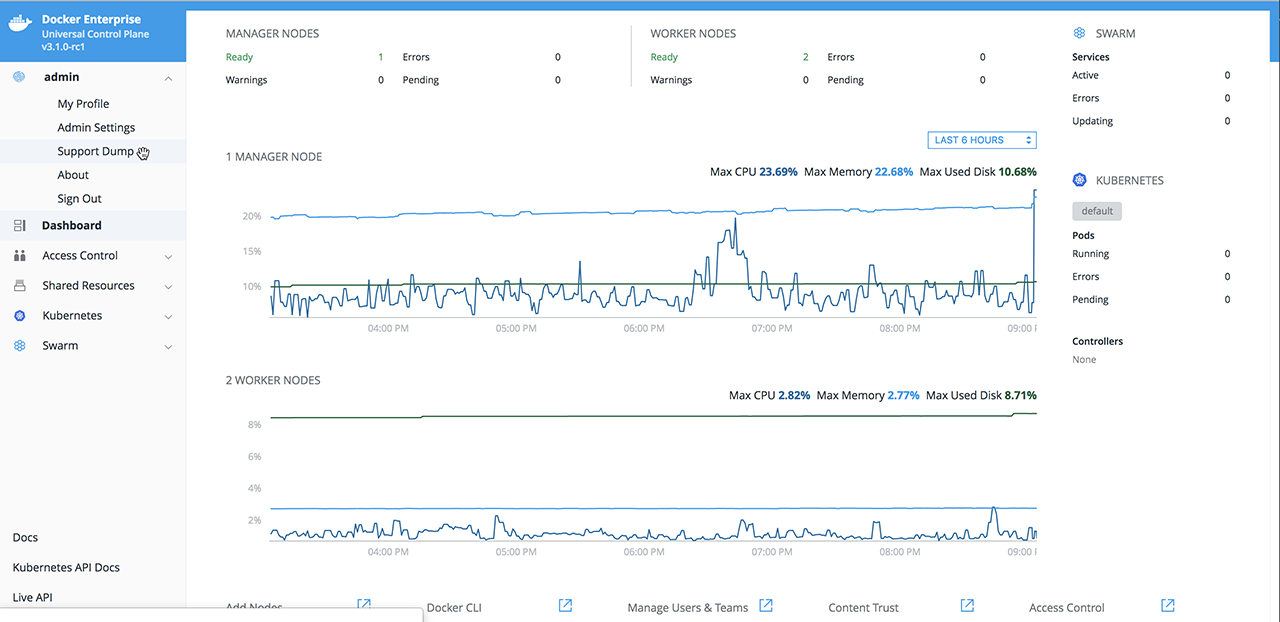 Docker Enterprise
Universal Control Plane
v3.1.0-rc1
admin
My Profile
Admin Settings
Support Dump
About
Sign Out
Dashboard
Access Control
Shared Resources
Kubernetes
Swarm
Docs
Kubernetes API Docs
Live API
MANAGER NODES
Ready 1 Errors 0
Warnings 0 Pending 0
WORKER NODES
Ready 2 Errors 0
Warnings 0 Pending 0
LAST 6 HOURS
1 MANAGER NODE
Max CPU 23.69% Max Memory 22.68% Max Used Disk 10.68%
20%
15%
10%
04:00 PM 05:00 PM 06:00 PM 07:00 PM 08:00 PM 09:00
2 WORKER NODES
Max CPU 2.82% Max Memory 2.77% Max Used Disk 8.71%
8%
6%
4%
2%
04:00 PM 05:00 PM 06:00 PM 07:00 PM 08:00 PM 09:00
Add Nodes Docker CLI Manage Users & Teams Content Trust Access Control
SWARM
Services
Active 0
Errors 0
Updating 0
KUBERNETES
default
Pods
Running 0
Errors 0
Pending 0
Controllers
None